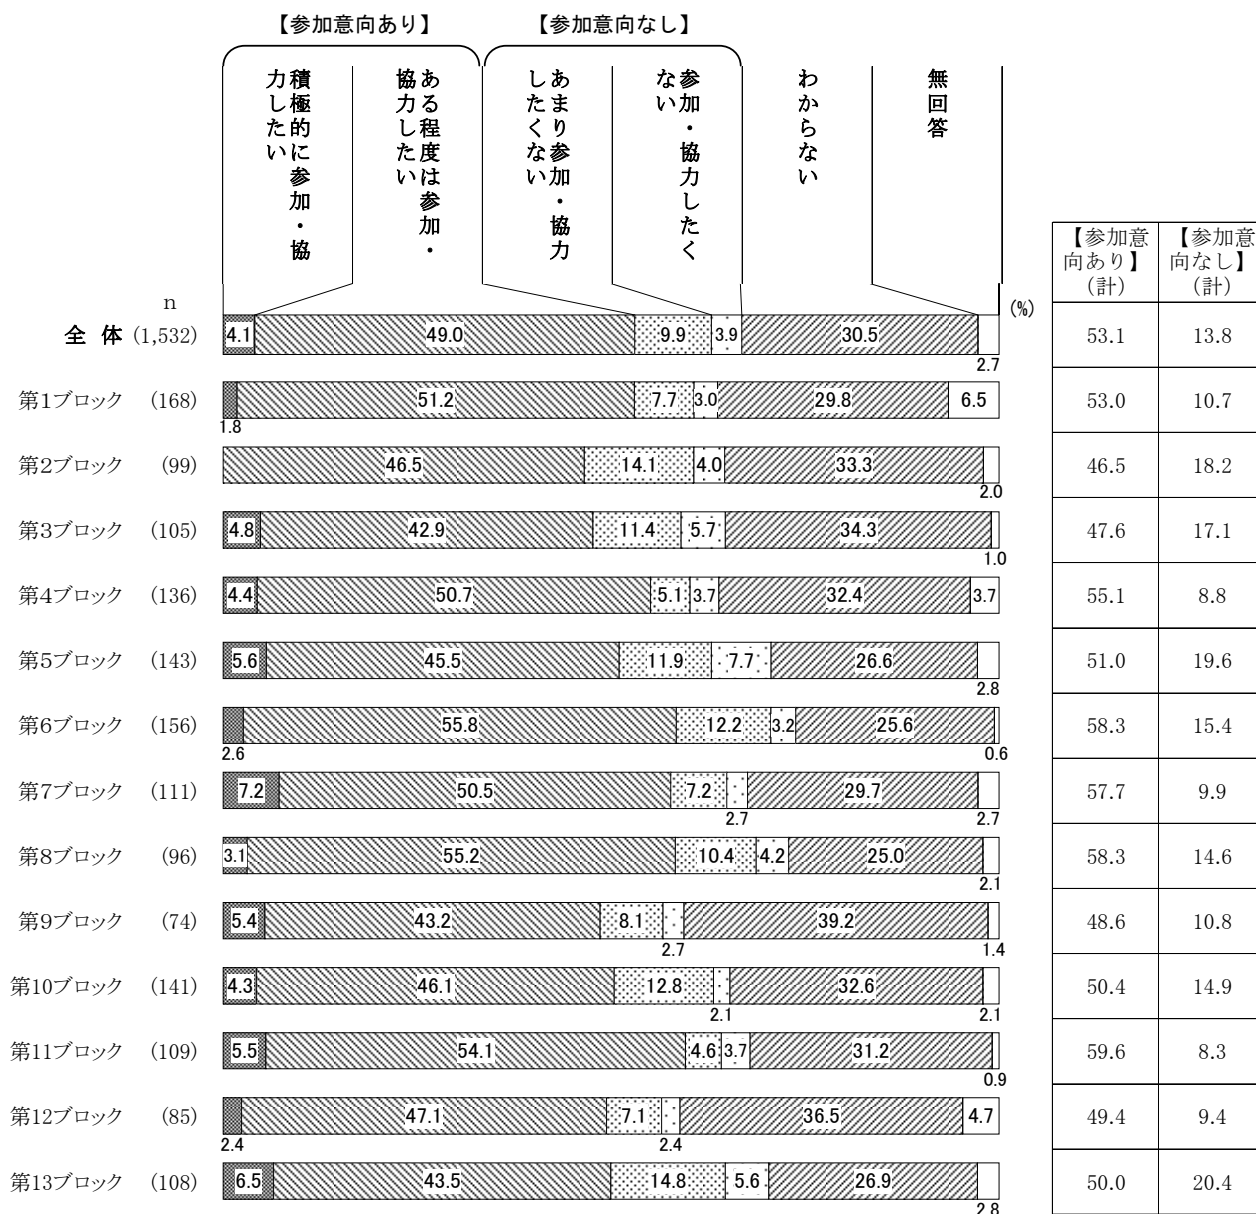 【参加意向あり】 【参加意向なし】
積極的に参加・協
力したい
ある程度は参加・
協力したい
あまり参加・協力
したくない
参加・協力したく
ない
わからない
無回答
【参加意
向あり】
（計）
【参加意
向なし】
（計）
n
(%)
全 体 (1,532) 4.1 49.0 9.9 3.9 30.5 2.7 53.1 13.8
第1ブロック (168) 1.8 51.2 7.7 3.0 29.8 6.5 53.0 10.7
第2ブロック (99) 46.5 14.1 4.0 33.3 2.0 46.5 18.2
第3ブロック (105) 4.8 42.9 11.4 5.7 34.3 1.0 47.6 17.1
第4ブロック (136) 4.4 50.7 5.1 3.7 32.4 3.7 55.1 8.8
第5ブロック (143) 5.6 45.5 11.9 7.7 26.6 2.8 51.0 19.6
第6ブロック (156) 2.6 55.8 12.2 3.2 25.6 0.6 58.3 15.4
第7ブロック (111) 7.2 50.5 7.2 2.7 29.7 2.7 57.7 9.9
第8ブロック (96) 3.1 55.2 10.4 4.2 25.0 2.1 58.3 14.6
第9ブロック (74) 5.4 43.2 8.1 2.7 39.2 1.4 48.6 10.8
第10ブロック (141) 4.3 46.1 12.8 2.1 32.6 2.1 50.4 14.9
第11ブロック (109) 5.5 54.1 4.6 3.7 31.2 0.9 59.6 8.3
第12ブロック (85) 2.4 47.1 7.1 2.4 36.5 4.7 49.4 9.4
第13ブロック (108) 6.5 43.5 14.8 5.6 26.9 2.8 50.0 20.4